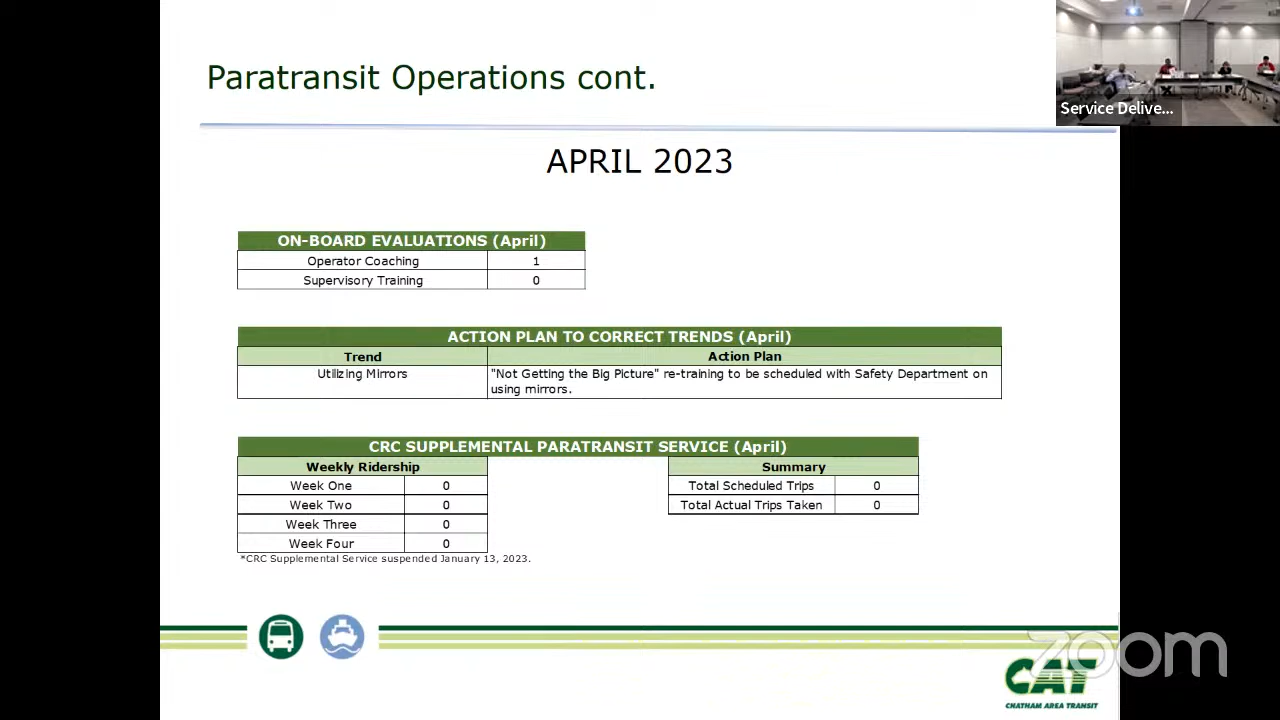 Paratransit Operations cont.
Service Delive...
APRIL 2023
ON-BOARD EVALUATIONS (April)
Operator Coaching 1
Supervisory Training 0
ACTION PLAN TO CORRECT TRENDS (April)
Trend Action Plan
Utilizing Mirrors "Not Getting the Big Picture" re-training to be scheduled with Safety Department on
using mirrors.
CRC SUPPLEMENTAL PARATRANSIT SERVICE (April)
Weekly Ridership Summary
Week One 0 Total Scheduled Trips 0
Week Two 0 Total Actual Trips Taken 0
Week Three 0
Week Four 0
*CRC Supplemental Service suspended January 13, 2023.
zoom
CAT
CHATHAM AREA TRANSIT